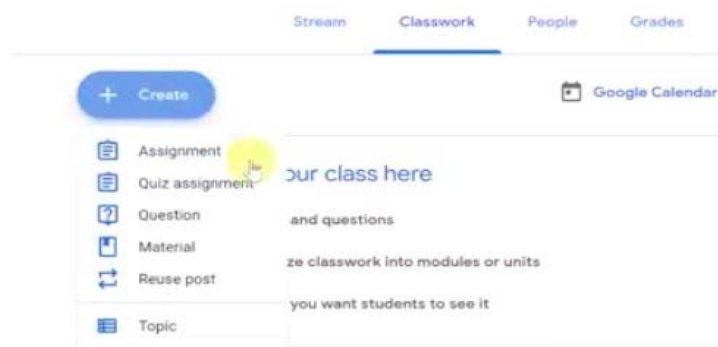 Stream Classwork People Grades
+ Create
Google Calendar
Assignment
our class here
Quiz assignment
Question
and questions
Material
ze classwork into modules or units
Reuse post
you want students to see it
Topic